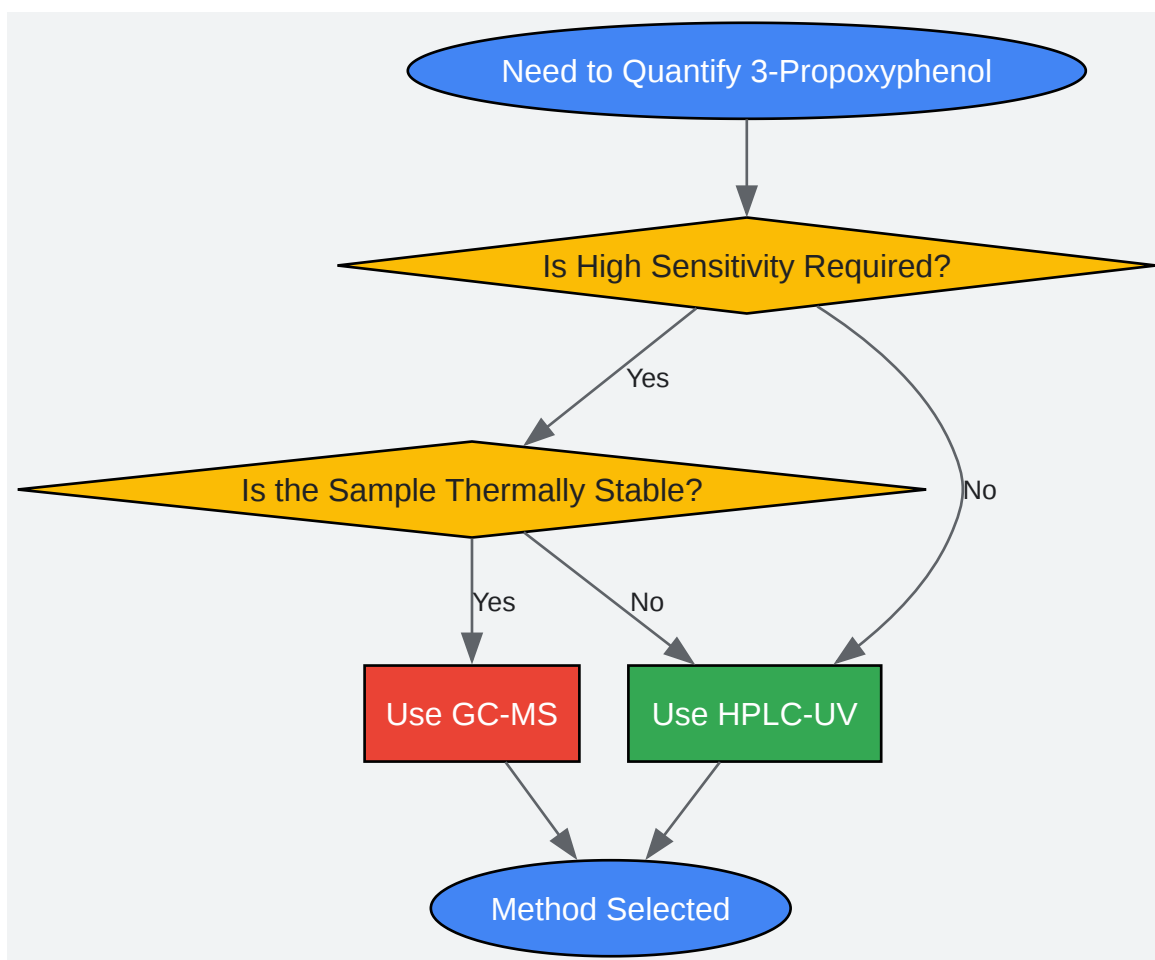 Need to Quantify 3-Propoxyphenol
Is High Sensitivity Required?
Yes
No
Is the Sample Thermally Stable?
Yes
No
Use GC-MS
Use HPLC-UV
Method Selected